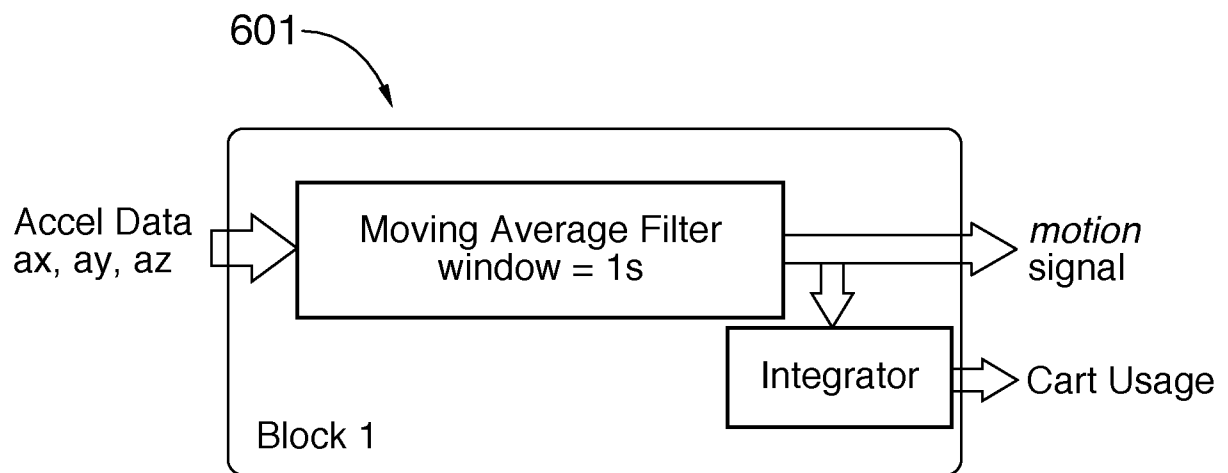 601
Accel Data
ax, ay, az
Moving Average Filter
window = 1s
motion
signal
Integrator
Cart Usage
Block 1